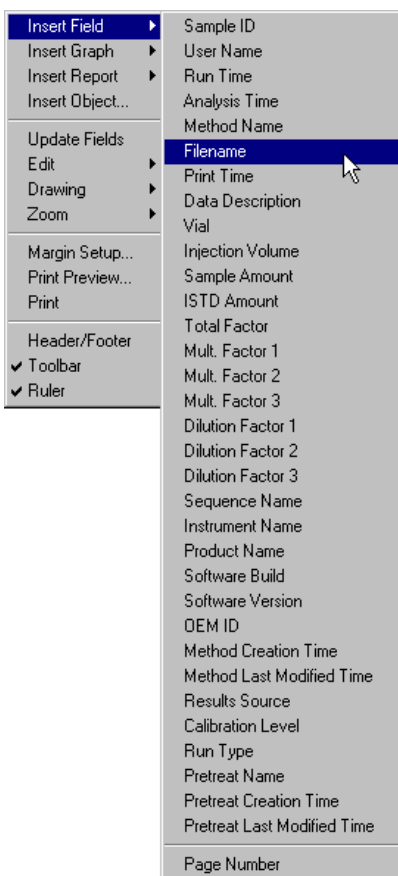 Insert Field
Insert Graph
Insert Report
Insert Object...
Update Fields
Edit
Drawing
Zoom
Margin Setup...
Print Preview...
Print
Header/Footer
Toolbar
Ruler
Sample ID
User Name
Run Time
Analysis Time
Method Name
Filename
Print Time
Data Description
Vial
Injection Volume
Sample Amount
ISTD Amount
Total Factor
Mult. Factor 1
Mult. Factor 2
Mult. Factor 3
Dilution Factor 1
Dilution Factor 2
Dilution Factor 3
Sequence Name
Instrument Name
Product Name
Software Build
Software Version
OEM ID
Method Creation Time
Method Last Modified Time
Results Source
Calibration Level
Run Type
Pretreat Name
Pretreat Creation Time
Pretreat Last Modified Time
Page Number